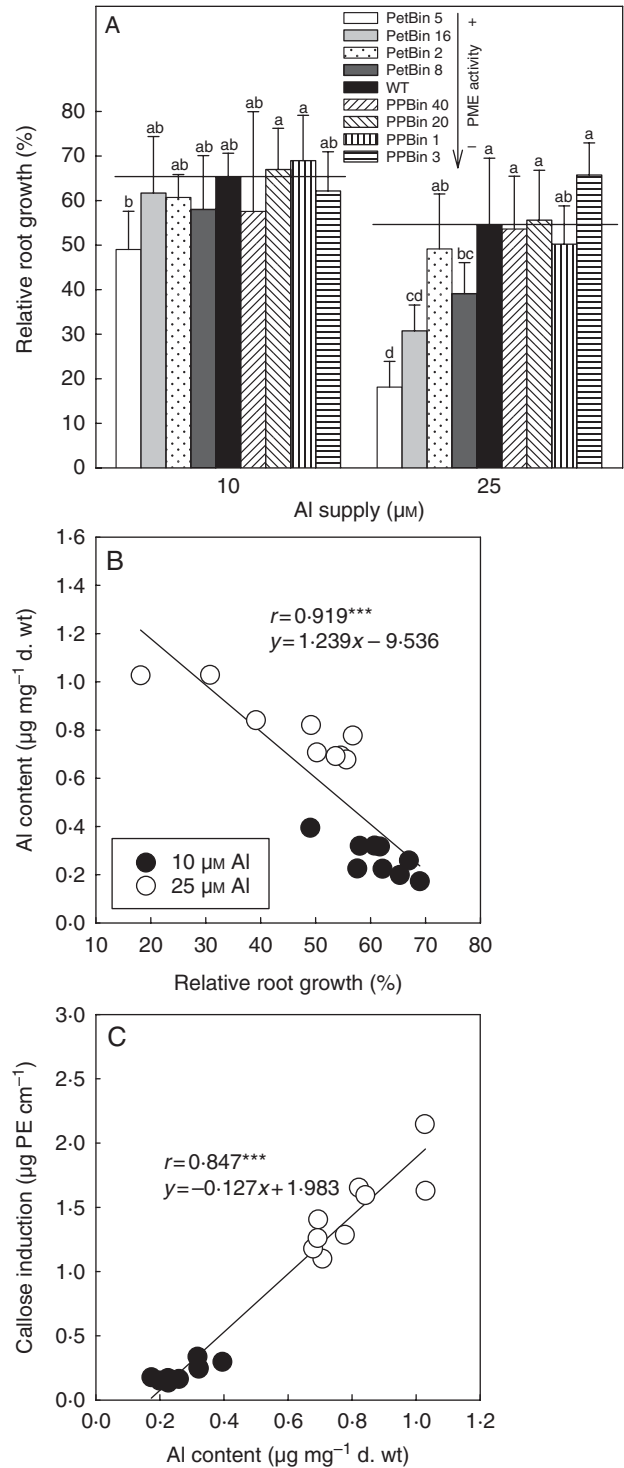 A
PetBin 5
PetBin 16
PetBin 2
PetBin 8
WT
PPBin 40
PPBin 20
PPBin 1
PPBin 3
+
PME activity
–
Relative root growth (%)
80
70
60
50
40
30
20
10
0
b
ab
ab
ab
ab
ab
a
a
ab
d
cd
ab
bc
a
a
a
ab
a
10
25
Al supply (µM)
B
Al content (µg mg−1 d. wt)
1·6
1·4
1·2
1·0
0·8
0·6
0·4
0·2
0·0
r=0·919***
y=1·239x – 9·536
10 µM Al
25 µM Al
10 20 30 40 50 60 70 80
Relative root growth (%)
C
Callose induction (µg PE cm−1)
3·0
2·5
2·0
1·5
1·0
0·5
0·0
r=0·847***
y=−0·127x+1·983
0·0 0·2 0·4 0·6 0·8 1·0 1·2
Al content (µg mg−1 d. wt)